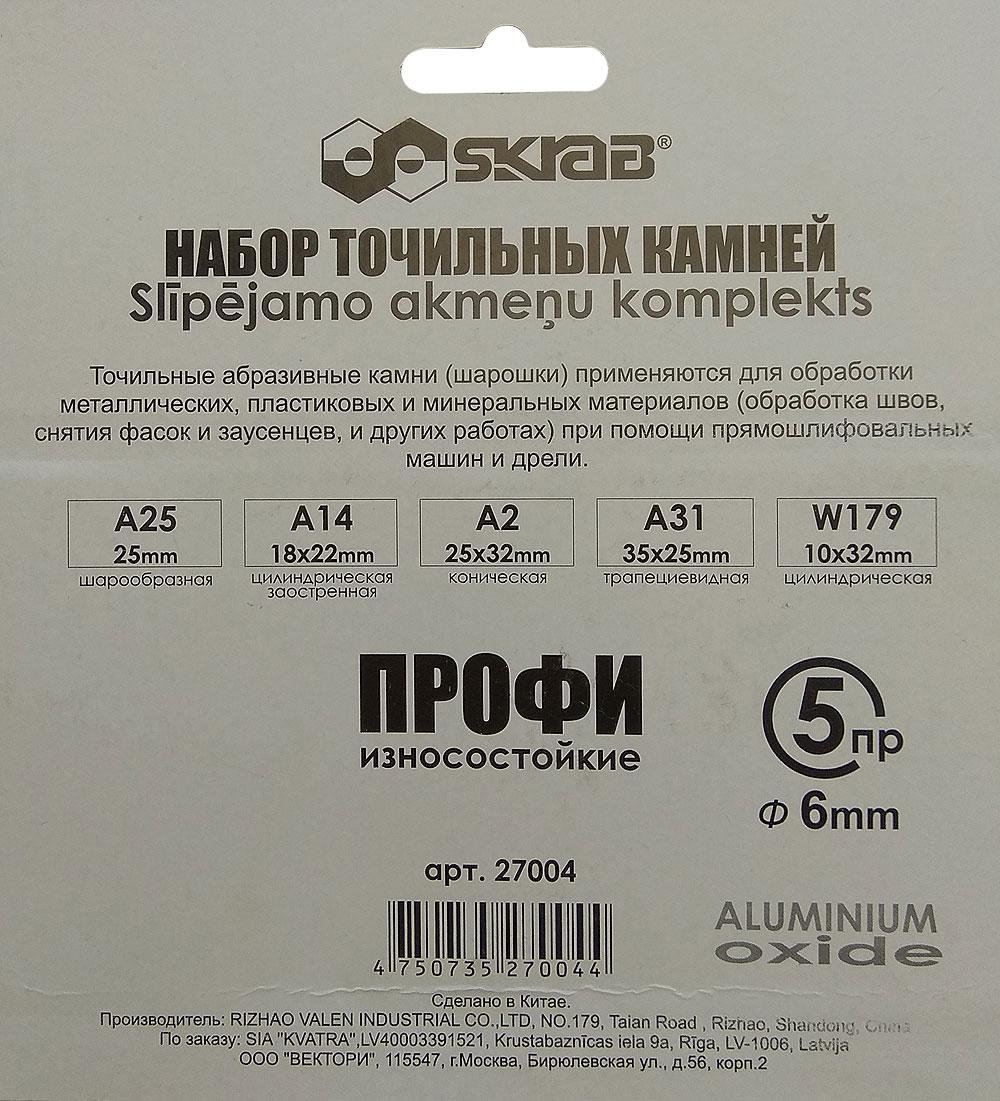 SKRAB®
НАБОР ТОЧИЛЬНЫХ КАМНЕЙ
Slīpējamo akmeņu komplekts
Точильные абразивные камни (шарошки) применяются для обработки
металлических, пластиковых и минеральных материалов (обработка швов,
снятия фасок и заусенцев, и других работах) при помощи прямошлифовальных
машин и дрели.
A25 A14 A2 A31 W179
25mm 18x22mm 25x32mm 35x25mm 10x32mm
шарообразная цилиндрическая коническая трапециевидная цилиндрическая
заостренная
ПРОФИ
износостойкие
5 пр
Ф 6mm
арт. 27004
ALUMINIUM
oxide
4 750735 270044
Сделано в Китае.
Производитель: RIZHAO VALEN INDUSTRIAL CO.,LTD, NO.179, Taian Road , Rizhao, Shandong, China
По заказу: SIA "KVATRA",LV40003391521, Krustabaznīcas iela 9a, Rīga, LV-1006, Latvija
ООО "ВЕКТОРИ", 115547, г.Москва, Бирюлевская ул., д.56, корп.2